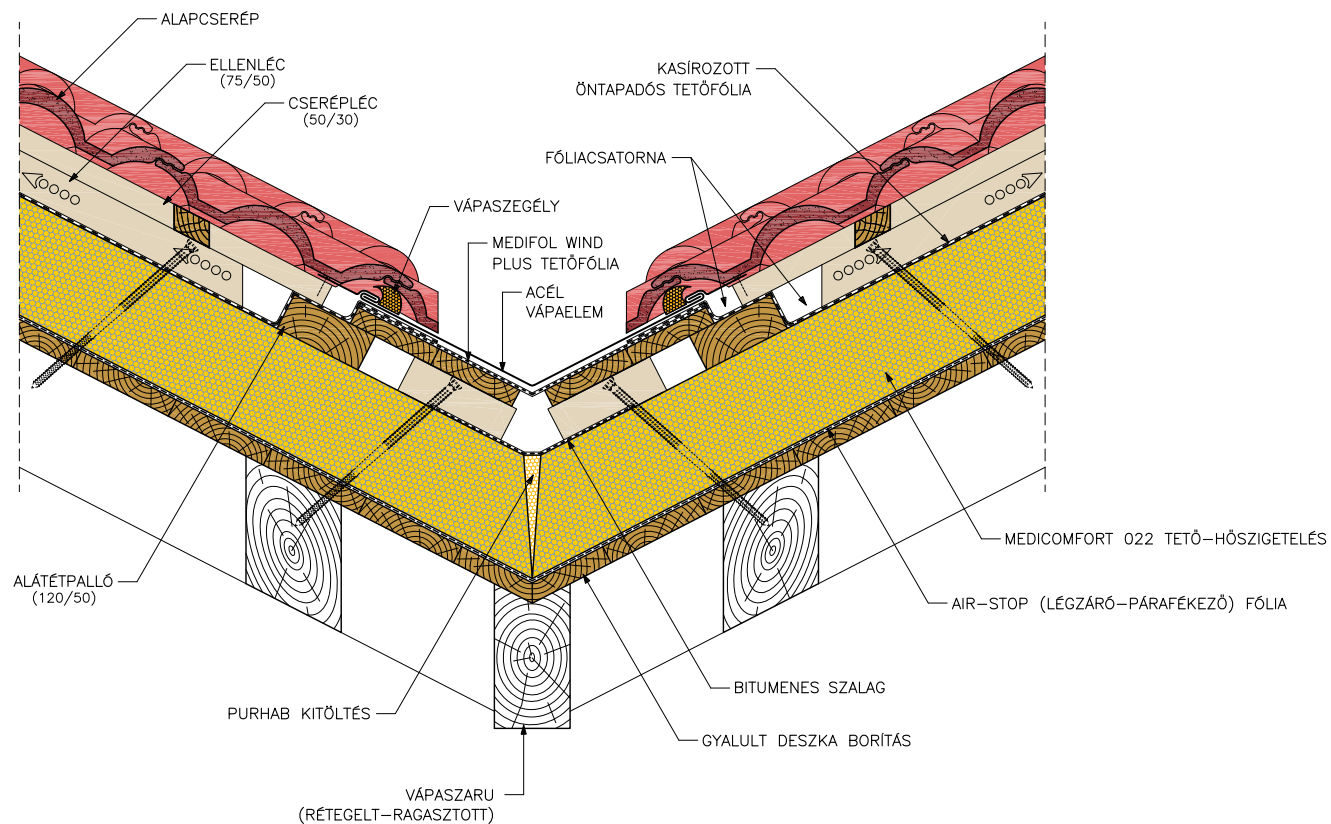 ALAPCSERÉP
ELLENLÉC
(75/50)
CSERÉPLÉC
(50/30)
KASÍROZOTT
ÖNTAPADÓS TETŐFÓLIA
FÓLIACSATORNA
VÁPASZEGÉLY
MEDIFOL WIND
PLUS TETŐFÓLIA
ACÉL
VÁPAELEM
MEDICOMFORT 022 TETŐ-HŐSZIGETELÉS
ALÁTÉTPALLÓ
(120/50)
AIR-STOP (LÉGZÁRÓ-PÁRAFÉKEZŐ) FÓLIA
BITUMENES SZALAG
PURHAB KITÖLTÉS
GYALULT DESZKA BORÍTÁS
VÁPASZARU
(RÉTEGELT-RAGASZTOTT)